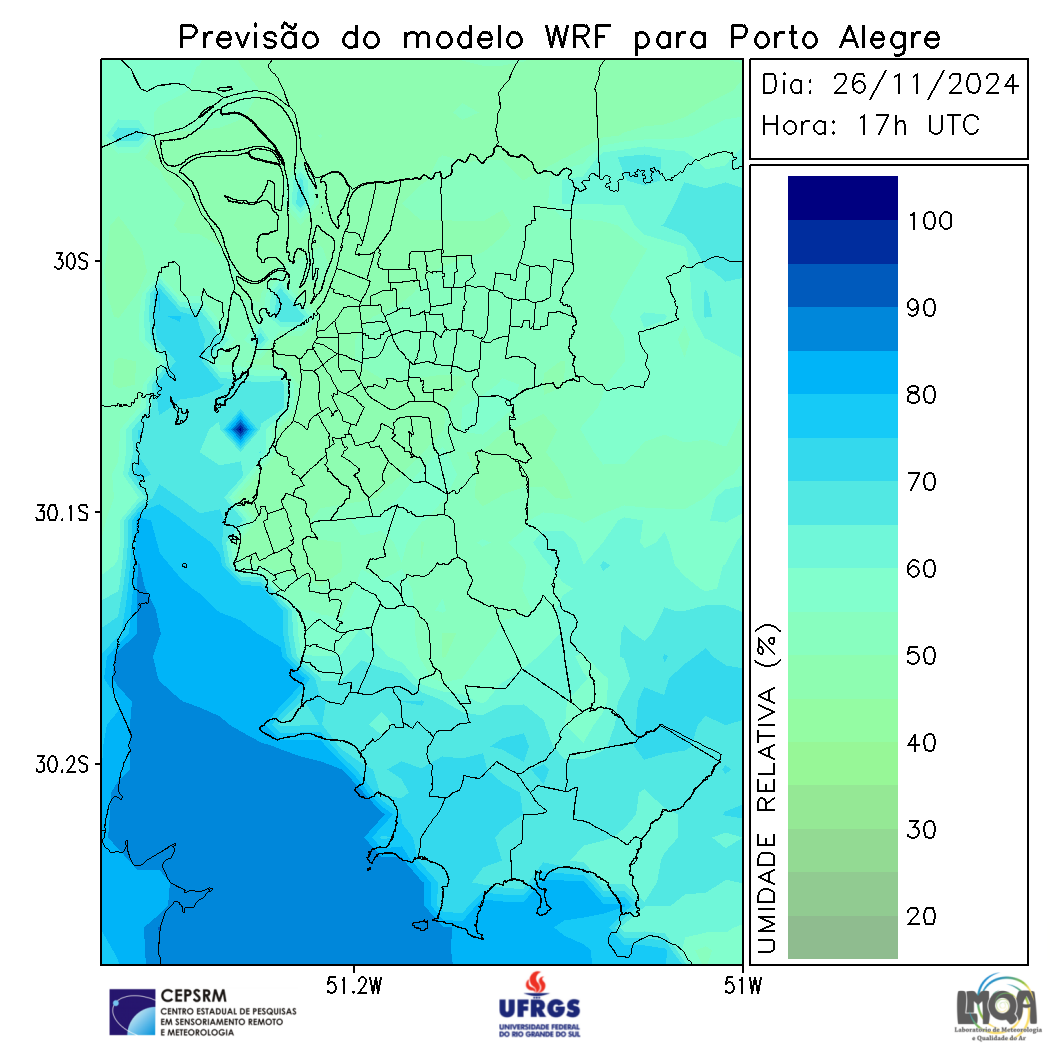 Previsão do modelo WRF para Porto Alegre
Dia: 26/11/2024
Hora: 17h UTC
100
90
80
70
60
50
40
30
20
UMIDADE RELATIVA (%)
30S
30.1S
30.2S
51.2W
51W
CEPSRM
CENTRO ESTADUAL DE PESQUISAS
EM SENSORIAMENTO REMOTO
E METEOROLOGIA
UFRGS
UNIVERSIDADE FEDERAL
DO RIO GRANDE DO SUL
LMQA
Laboratório de Meteorologia
e Qualidade do Ar